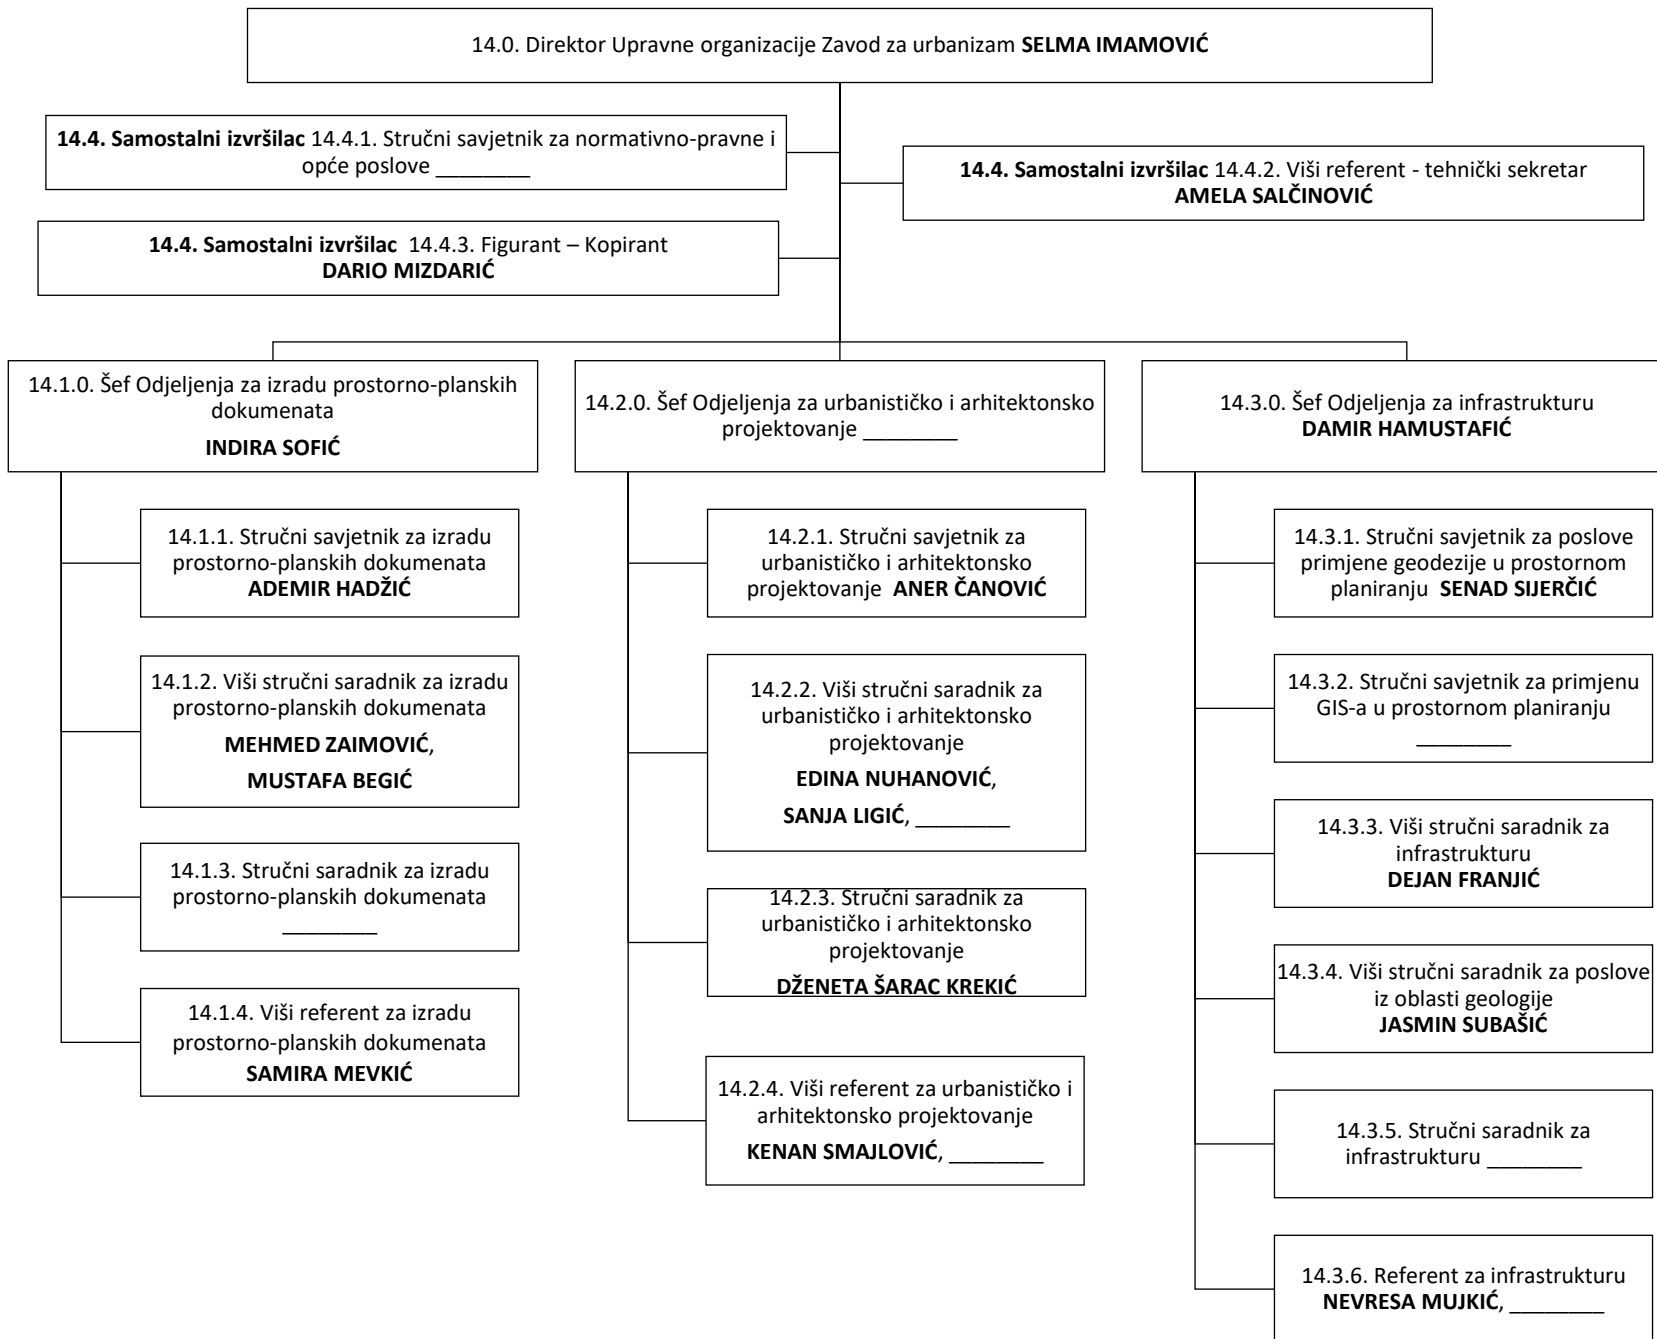 14.0. Direktor Upravne organizacije Zavod za urbanizam SELMA IMAMOVIĆ
14.4. Samostalni izvršilac 14.4.1. Stručni savjetnik za normativno-pravne i
opće poslove ________
14.4. Samostalni izvršilac 14.4.2. Viši referent - tehnički sekretar
AMELA SALČINOVIĆ
14.4. Samostalni izvršilac 14.4.3. Figurant – Kopirant
DARIO MIZDARIĆ
14.1.0. Šef Odjeljenja za izradu prostorno-planskih
dokumenata
INDIRA SOFIĆ
14.1.1. Stručni savjetnik za izradu
prostorno-planskih dokumenata
ADEMIR HADŽIĆ
14.1.2. Viši stručni saradnik za izradu
prostorno-planskih dokumenata
MEHMED ZAIMOVIĆ,
MUSTAFA BEGIĆ
14.1.3. Stručni saradnik za izradu
prostorno-planskih dokumenata
________
14.1.4. Viši referent za izradu
prostorno-planskih dokumenata
SAMIRA MEVKIĆ
14.2.0. Šef Odjeljenja za urbanističko i arhitektonsko
projektovanje ________
14.2.1. Stručni savjetnik za
urbanističko i arhitektonsko
projektovanje ANER ČANOVIĆ
14.2.2. Viši stručni saradnik za
urbanističko i arhitektonsko
projektovanje
EDINA NUHANOVIĆ,
SANJA LIGIĆ, ________
14.2.3. Stručni saradnik za
urbanističko i arhitektonsko
projektovanje
DŽENETA ŠARAC KREKIĆ
14.2.4. Viši referent za urbanističko i
arhitektonsko projektovanje
KENAN SMAJLOVIĆ, ________
14.3.0. Šef Odjeljenja za infrastrukturu
DAMIR HAMUSTAFIĆ
14.3.1. Stručni savjetnik za poslove
primjene geodezije u prostornom
planiranju SENAD SIJERČIĆ
14.3.2. Stručni savjetnik za primjenu
GIS-a u prostornom planiranju
________
14.3.3. Viši stručni saradnik za
infrastrukturu
DEJAN FRANJIĆ
14.3.4. Viši stručni saradnik za poslove
iz oblasti geologije
JASMIN SUBAŠIĆ
14.3.5. Stručni saradnik za
infrastrukturu ________
14.3.6. Referent za infrastrukturu
NEVRESA MUJKIĆ, ________